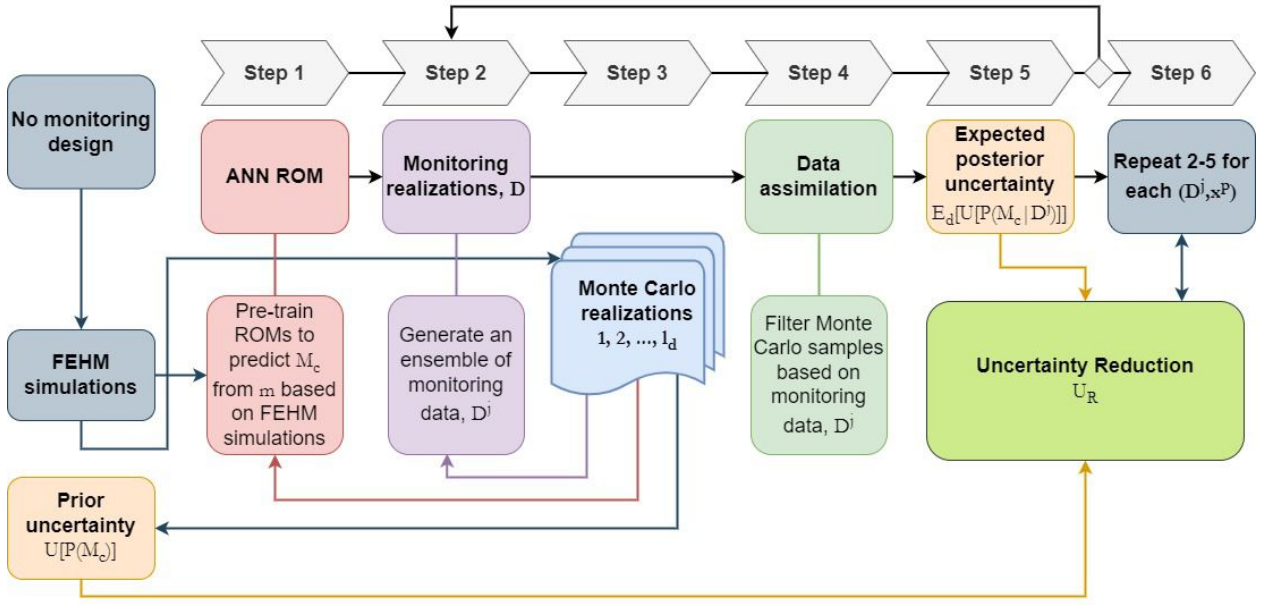 Step 1
Step 2
Step 3
Step 4
Step 5
Step 6
No monitoring
design
ANN ROM
Monitoring
realizations, D
Data
assimilation
Expected
posterior
uncertainty
E_d[U[P(M_c|D^j)]]
Repeat 2-5 for
each (D^j,x^p)
FEHM
simulations
Pre-train
ROMs to
predict M_c
from m based
on FEHM
simulations
Generate an
ensemble of
monitoring
data, D^j
Monte Carlo
realizations
1, 2, ..., l_d
Filter Monte
Carlo samples
based on
monitoring
data, D^j
Uncertainty Reduction
U_R
Prior
uncertainty
U[P(M_c)]